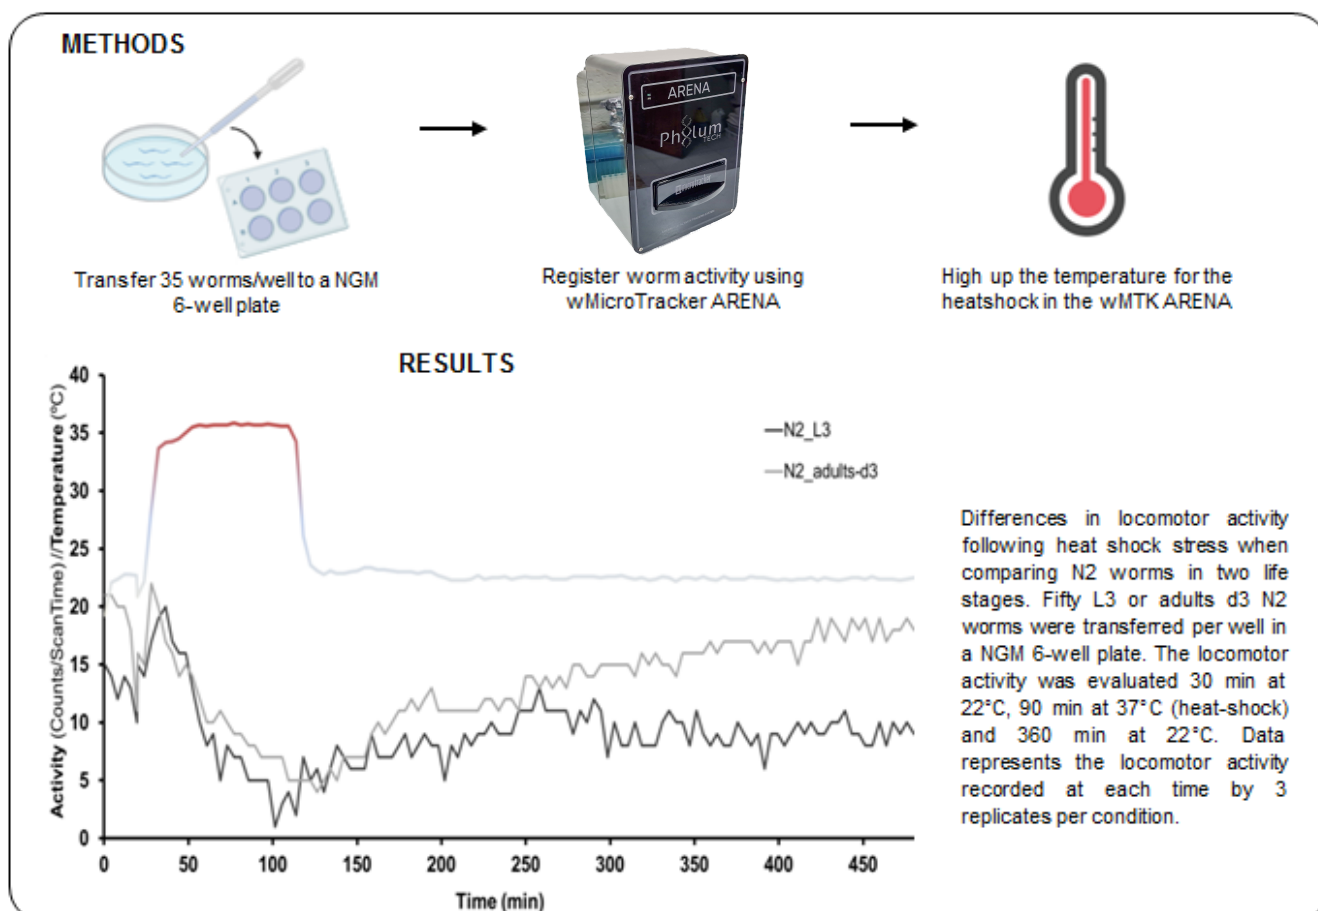 METHODS
ARENA
Phylum
TECH
Transfer 35 worms/well to a NGM
6-well plate
Register worm activity using
wMicroTracker ARENA
High up the temperature for the
heatshock in the wMTK ARENA
RESULTS
Activity (Counts/ScanTime) //Temperature (ºC)
40
35
30
25
20
15
10
5
0
N2_L3
N2_adults-d3
0 50 100 150 200 250 300 350 400 450
Time (min)
Differences in locomotor activity
following heat shock stress when
comparing N2 worms in two life
stages. Fifty L3 or adults d3 N2
worms were transferred per well in
a NGM 6-well plate. The locomotor
activity was evaluated 30 min at
22°C, 90 min at 37°C (heat-shock)
and 360 min at 22°C. Data
represents the locomotor activity
recorded at each time by 3
replicates per condition.